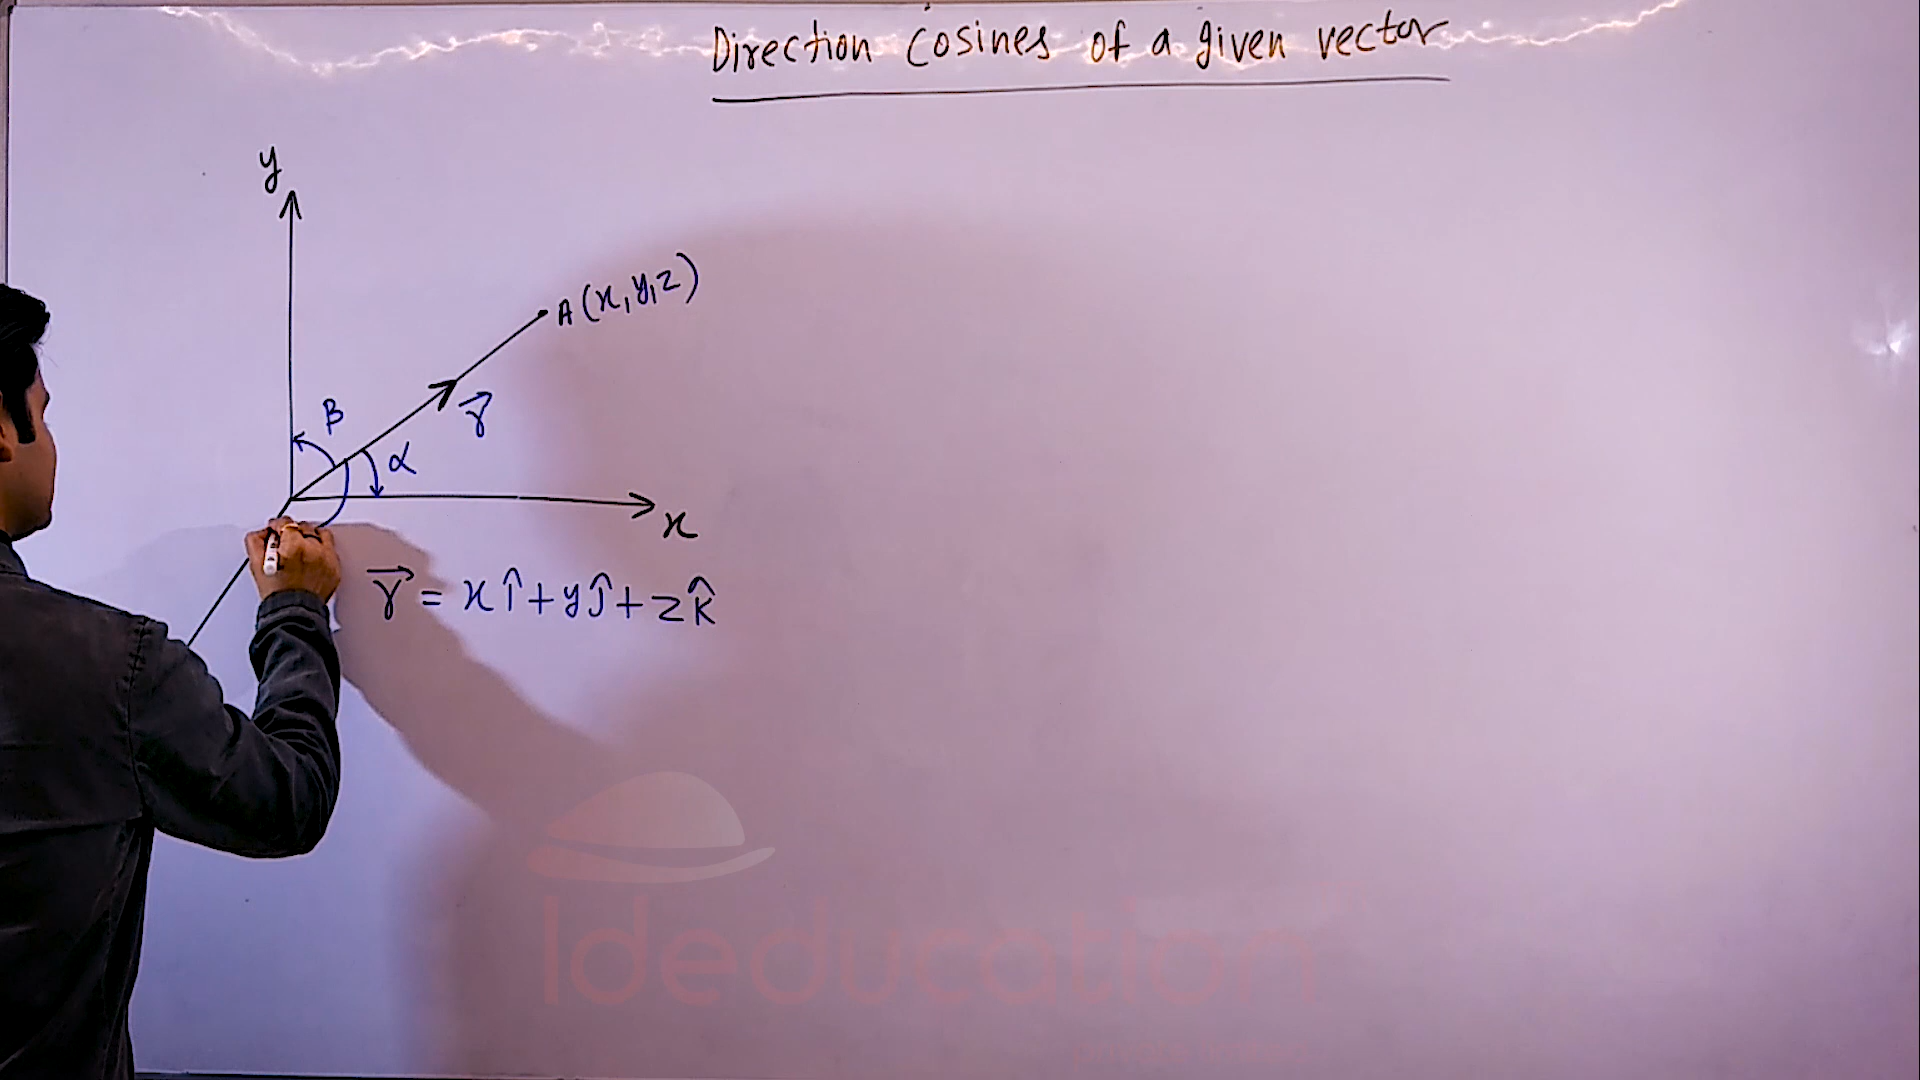 Direction Cosines of a given vector
y
A(x, y, z)
β
r⃗
α
x
r⃗ = xî + yĵ + zk̂
Ideducation